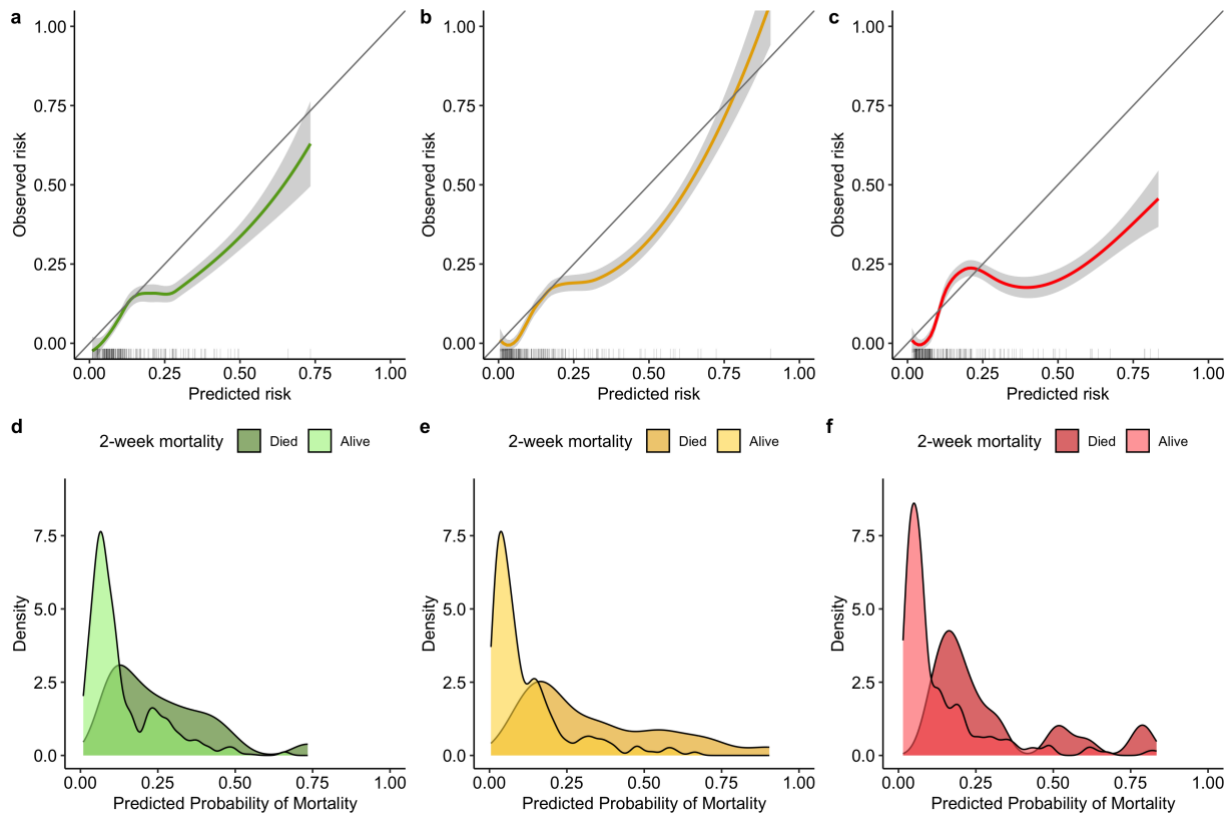 a
1.00
0.75
0.50
0.25
0.00
Observed risk
0.00 0.25 0.50 0.75 1.00
Predicted risk
b
1.00
0.75
0.50
0.25
0.00
Observed risk
0.00 0.25 0.50 0.75 1.00
Predicted risk
c
1.00
0.75
0.50
0.25
0.00
Observed risk
0.00 0.25 0.50 0.75 1.00
Predicted risk
d
2-week mortality Died Alive
7.5
5.0
2.5
0.0
Density
0.00 0.25 0.50 0.75 1.00
Predicted Probability of Mortality
e
2-week mortality Died Alive
7.5
5.0
2.5
0.0
Density
0.00 0.25 0.50 0.75 1.00
Predicted Probability of Mortality
f
2-week mortality Died Alive
7.5
5.0
2.5
0.0
Density
0.00 0.25 0.50 0.75 1.00
Predicted Probability of Mortality